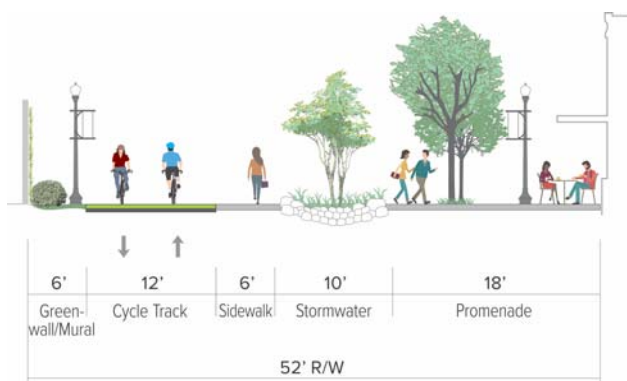 6' 12' 6' 10' 18'
Green-
wall/Mural
Cycle Track
Sidewalk
Stormwater
Promenade
52' R/W